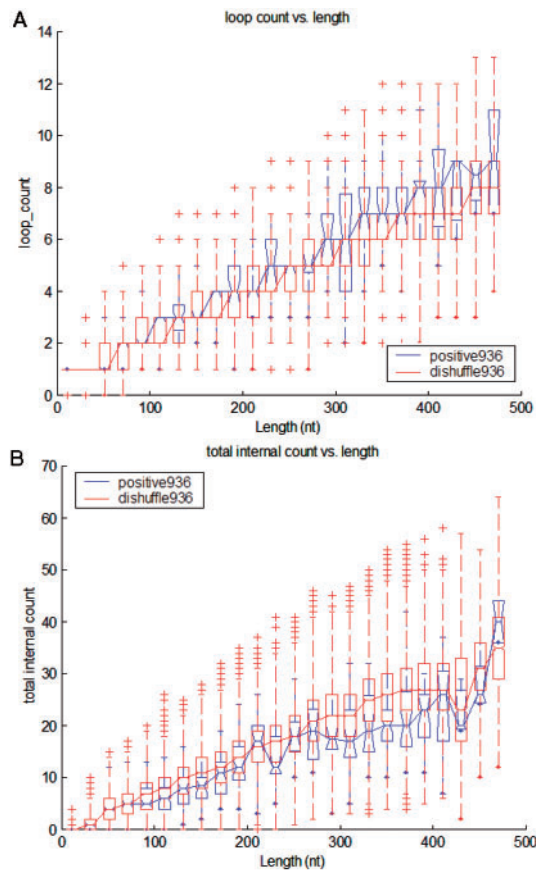 A
loop count vs. length
14
12
10
8
6
4
2
0
loop_count
positive936
dishuffle936
0 100 200 300 400 500
Length (nt)
B
total internal count vs. length
70
60
50
40
30
20
10
0
total internal count
positive936
dishuffle936
0 100 200 300 400 500
Length (nt)